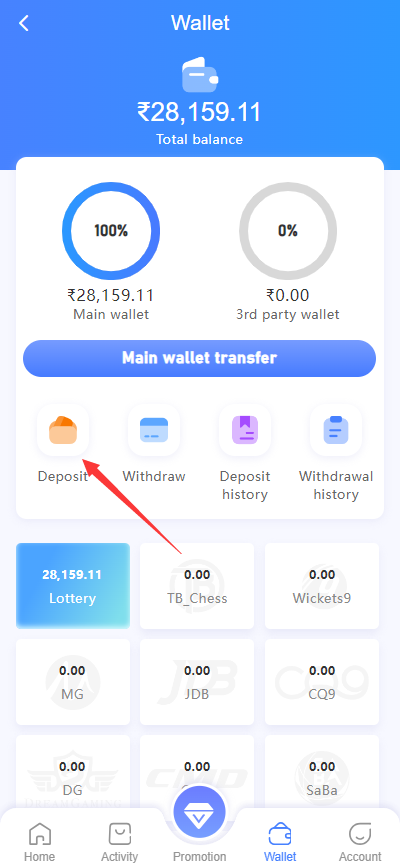 Wallet
₹28,159.11
Total balance
100%
0%
₹28,159.11
₹0.00
Main wallet
3rd party wallet
Main wallet transfer
Deposit
Withdraw
Deposit
history
Withdrawal
history
28,159.11
Lottery
0.00
TB_Chess
0.00
Wickets9
0.00
MG
0.00
JDB
0.00
CQ9
0.00
DG
0.00
0.00
SaBa
Home
Activity
Promotion
Wallet
Account